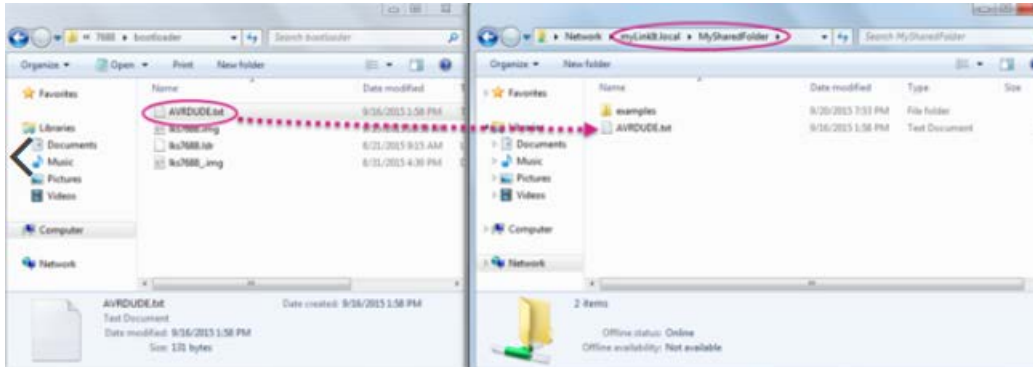 « 7688 ▸ bootloader
Search bootloader
Organize
Open
Print
New folder
Name
Date modified
Favorites
AVRDUDE.txt
9/16/2015 1:58 PM
Libraries
Documents
lks7688.ldr
8/21/2015 9:15 AM
Music
lks7688_.img
8/31/2015 4:30 PM
Pictures
Videos
Computer
Network
AVRDUDE.txt
Date created: 9/16/2015 1:58 PM
Text Document
Date modified: 9/16/2015 1:58 PM
Size: 131 bytes
Network ▸ myLinkIt.local ▸ MySharedFolder ▸
Search MySharedFolder
Organize
New folder
Name
Date modified
Type
Size
Favorites
examples
9/20/2015 7:53 PM
File folder
Libraries
AVRDUDE.txt
9/16/2015 1:58 PM
Text Document
Documents
Music
Pictures
Videos
Computer
Network
2 items
Offline status: Online
Offline availability: Not available